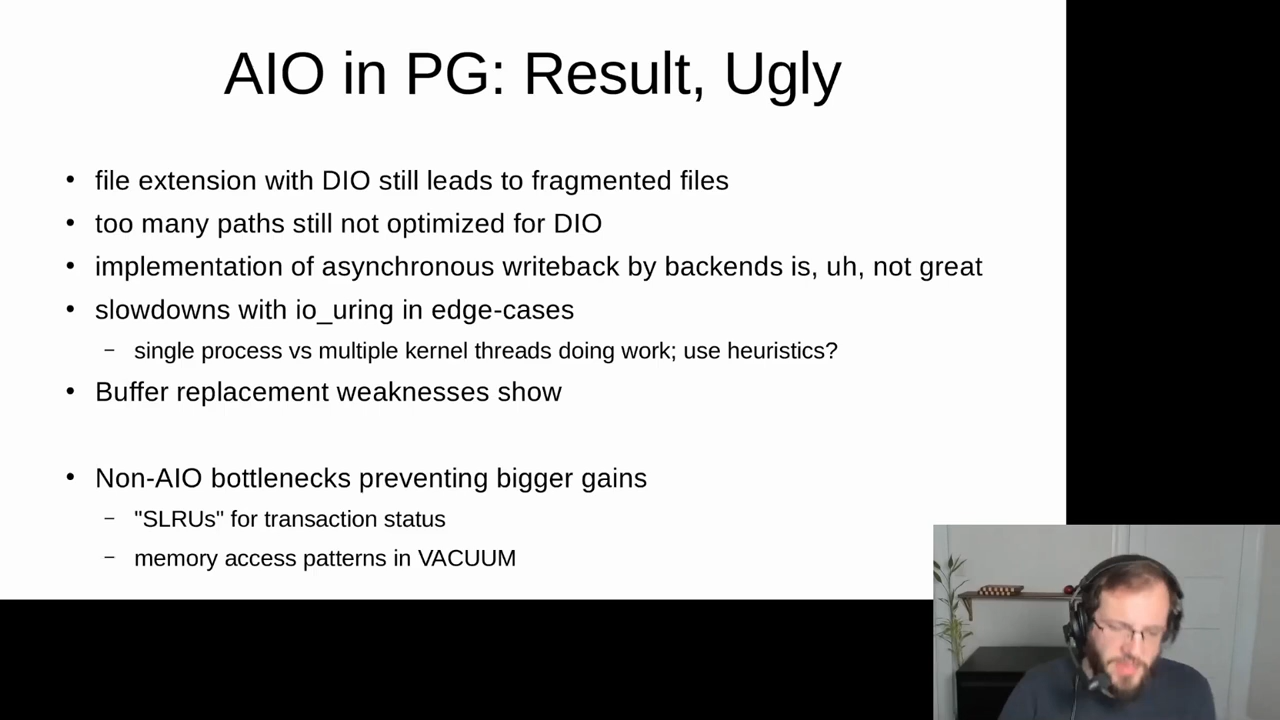 AIO in PG: Result, Ugly
• file extension with DIO still leads to fragmented files
• too many paths still not optimized for DIO
• implementation of asynchronous writeback by backends is, uh, not great
• slowdowns with io_uring in edge-cases
– single process vs multiple kernel threads doing work; use heuristics?
• Buffer replacement weaknesses show
• Non-AIO bottlenecks preventing bigger gains
– "SLRUs" for transaction status
– memory access patterns in VACUUM